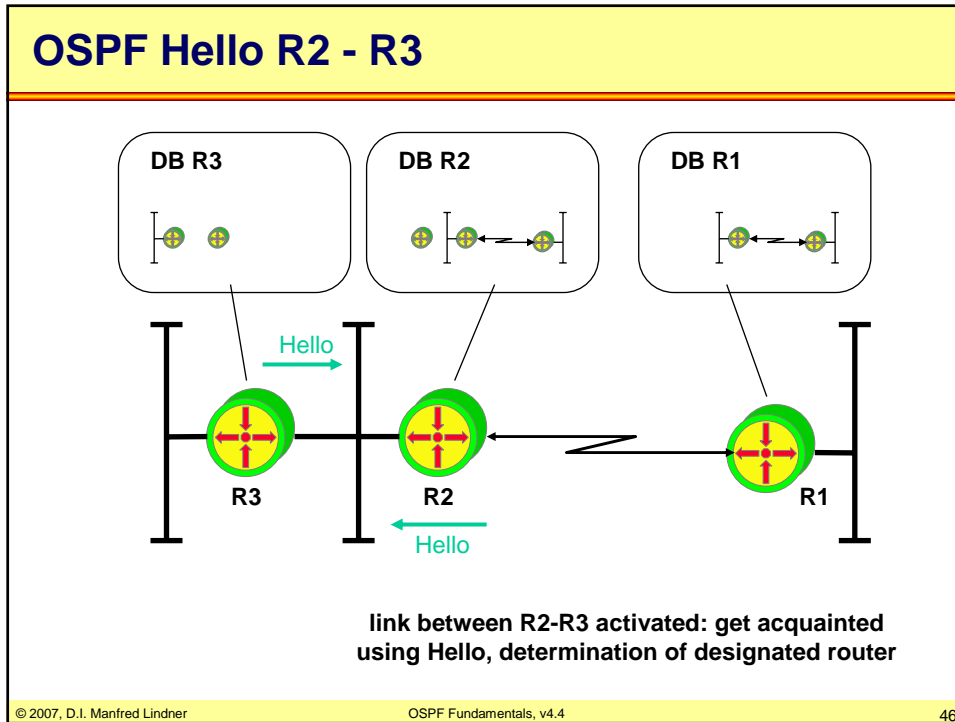 OSPF Hello R2 - R3
DB R3
DB R2
DB R1
Hello
R3
R2
R1
Hello
link between R2-R3 activated: get acquainted
using Hello, determination of designated router
© 2007, D.I. Manfred Lindner
OSPF Fundamentals, v4.4
46